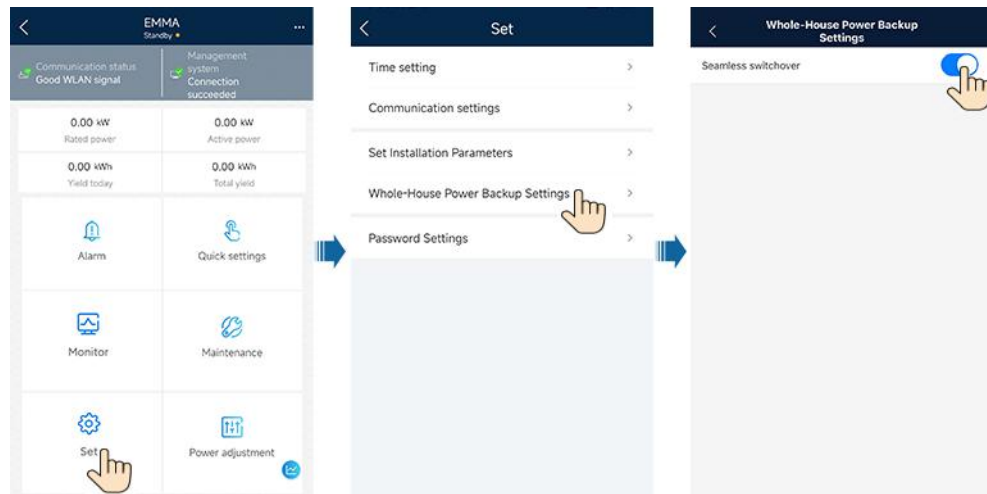 EMMA
Standby
Communication status
Good WLAN signal
Management
system
Connection
succeeded
0.00 kW
Rated power
0.00 kW
Active power
0.00 kWh
Yield today
0.00 kWh
Total yield
Alarm
Quick settings
Monitor
Maintenance
Set
Power adjustment
Set
Time setting
Communication settings
Set Installation Parameters
Whole-House Power Backup Settings
Password Settings
Whole-House Power Backup
Settings
Seamless switchover